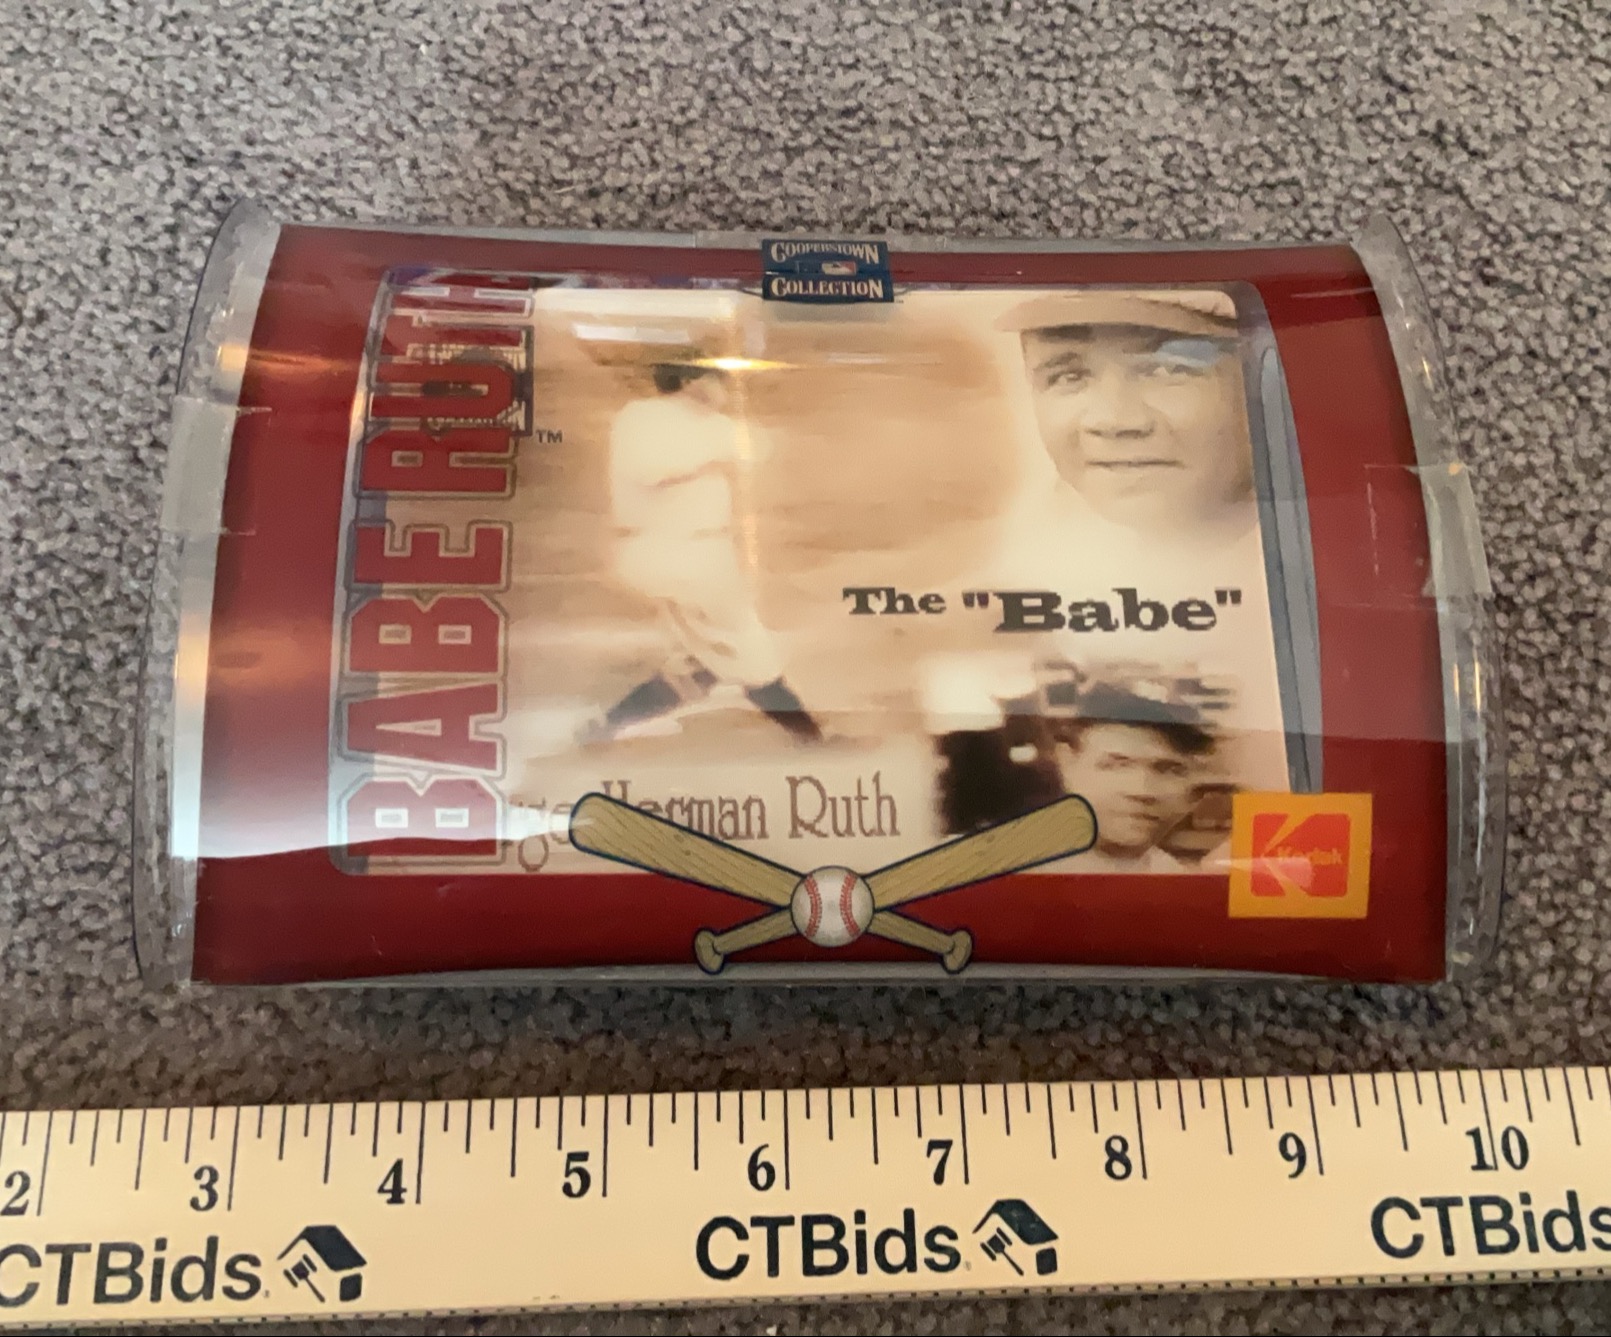 COOPERSTOWN
COLLECTION
BABE RUTH
TM
The "Babe"
Herman Ruth
Kodak
2 3 4 5 6 7 8 9 10
CTBids. CTBids. CTBids